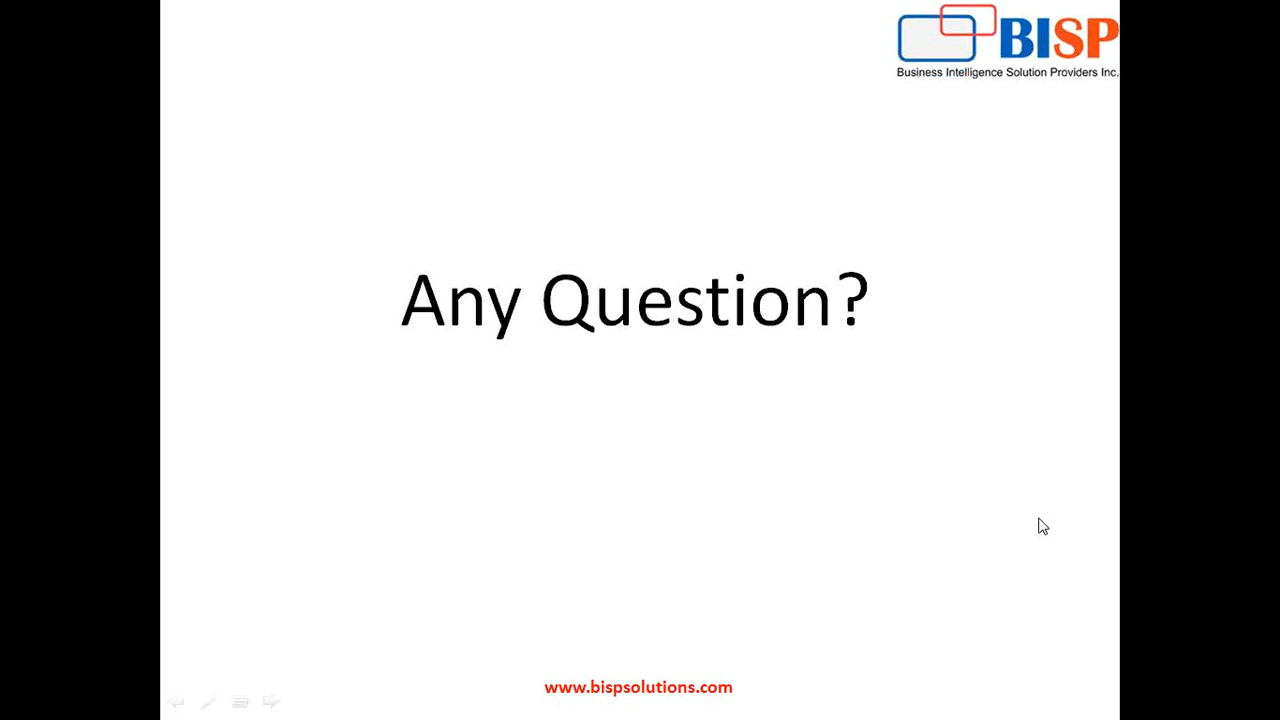 BISP
Business Intelligence Solution Providers Inc.
Any Question?
www.bispsolutions.com